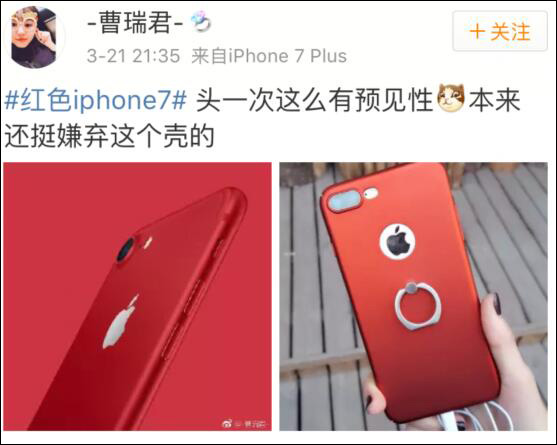 -曹瑞君-
3-21 21:35 来自iPhone 7 Plus
+关注
#红色iphone7# 头一次这么有预见性本来
还挺嫌弃这个壳的